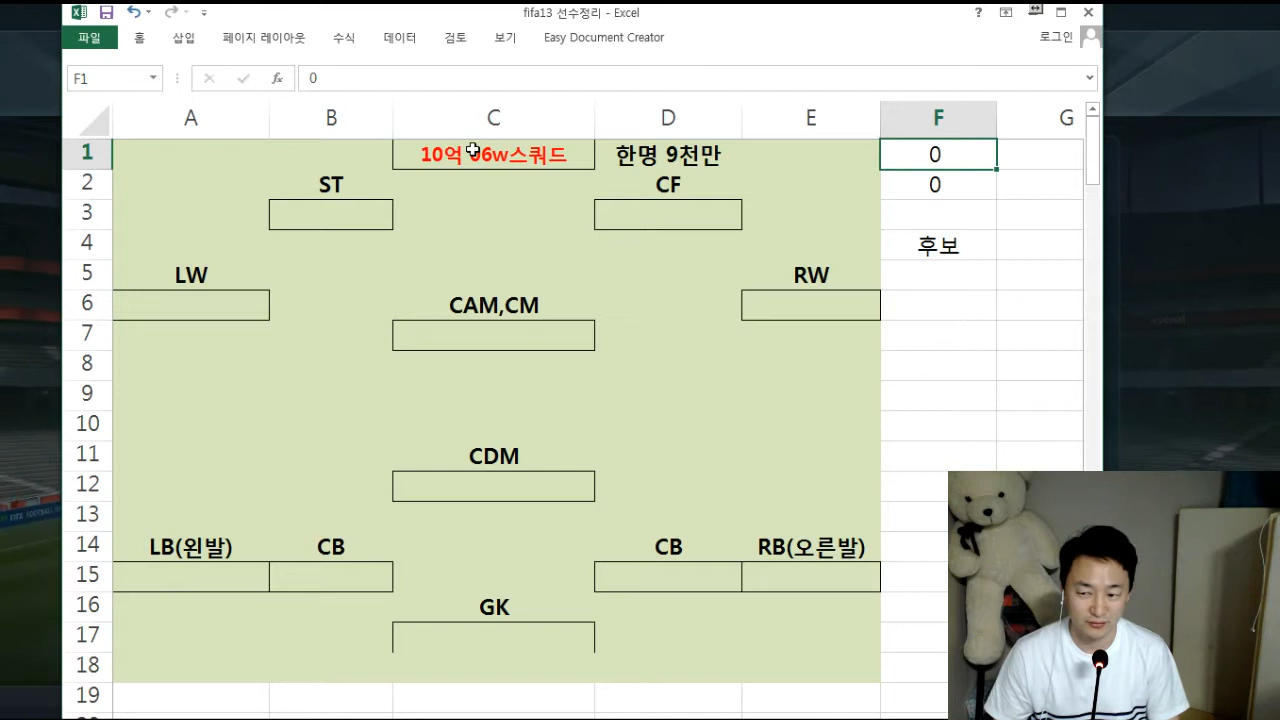 fifa13 선수정리 - Excel
파일 홈 삽입 페이지 레이아웃 수식 데이터 검토 보기 Easy Document Creator 로그인
F1 fx 0
A B C D E F G
1 10억 06w스쿼드 한명 9천만 0
2 ST CF 0
3
4 후보
5 LW RW
6 CAM,CM
7
8
9
10
11 CDM
12
13
14 LB(왼발) CB CB RB(오른발)
15
16 GK
17
18
19